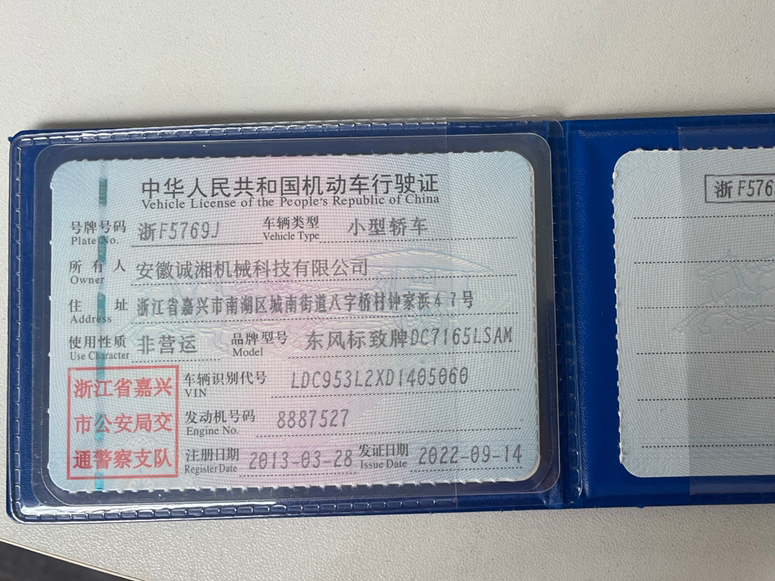 中华人民共和国机动车行驶证
Vehicle License of the People's Republic of China
号牌号码 浙F5769J 车辆类型 小型轿车
Plate No. Vehicle Type
所有人 安徽诚湘机械科技有限公司
Owner
住址 浙江省嘉兴市南湖区城南街道八字桥村钟家浜47号
Address
使用性质 非营运 品牌型号 东风标致牌DC7165LSAM
Use Character Model
车辆识别代号 LDC953L2XD1405060
VIN
发动机号码 8887527
Engine No.
注册日期 2013-03-28 发证日期 2022-09-14
Register Date Issue Date
浙江省嘉兴
市公安局交
通警察支队
浙F576